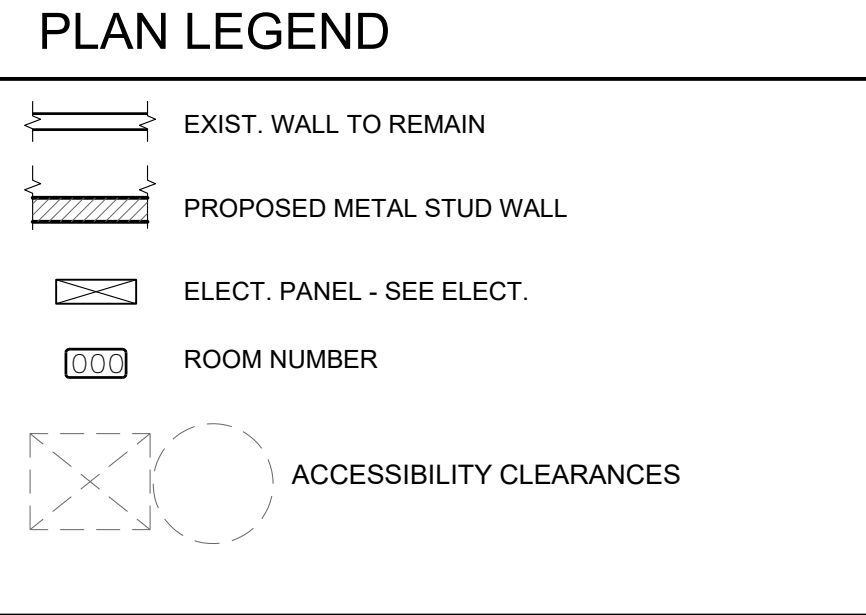 PLAN LEGEND
EXIST. WALL TO REMAIN
PROPOSED METAL STUD WALL
ELECT. PANEL - SEE ELECT.
000 ROOM NUMBER
ACCESSIBILITY CLEARANCES